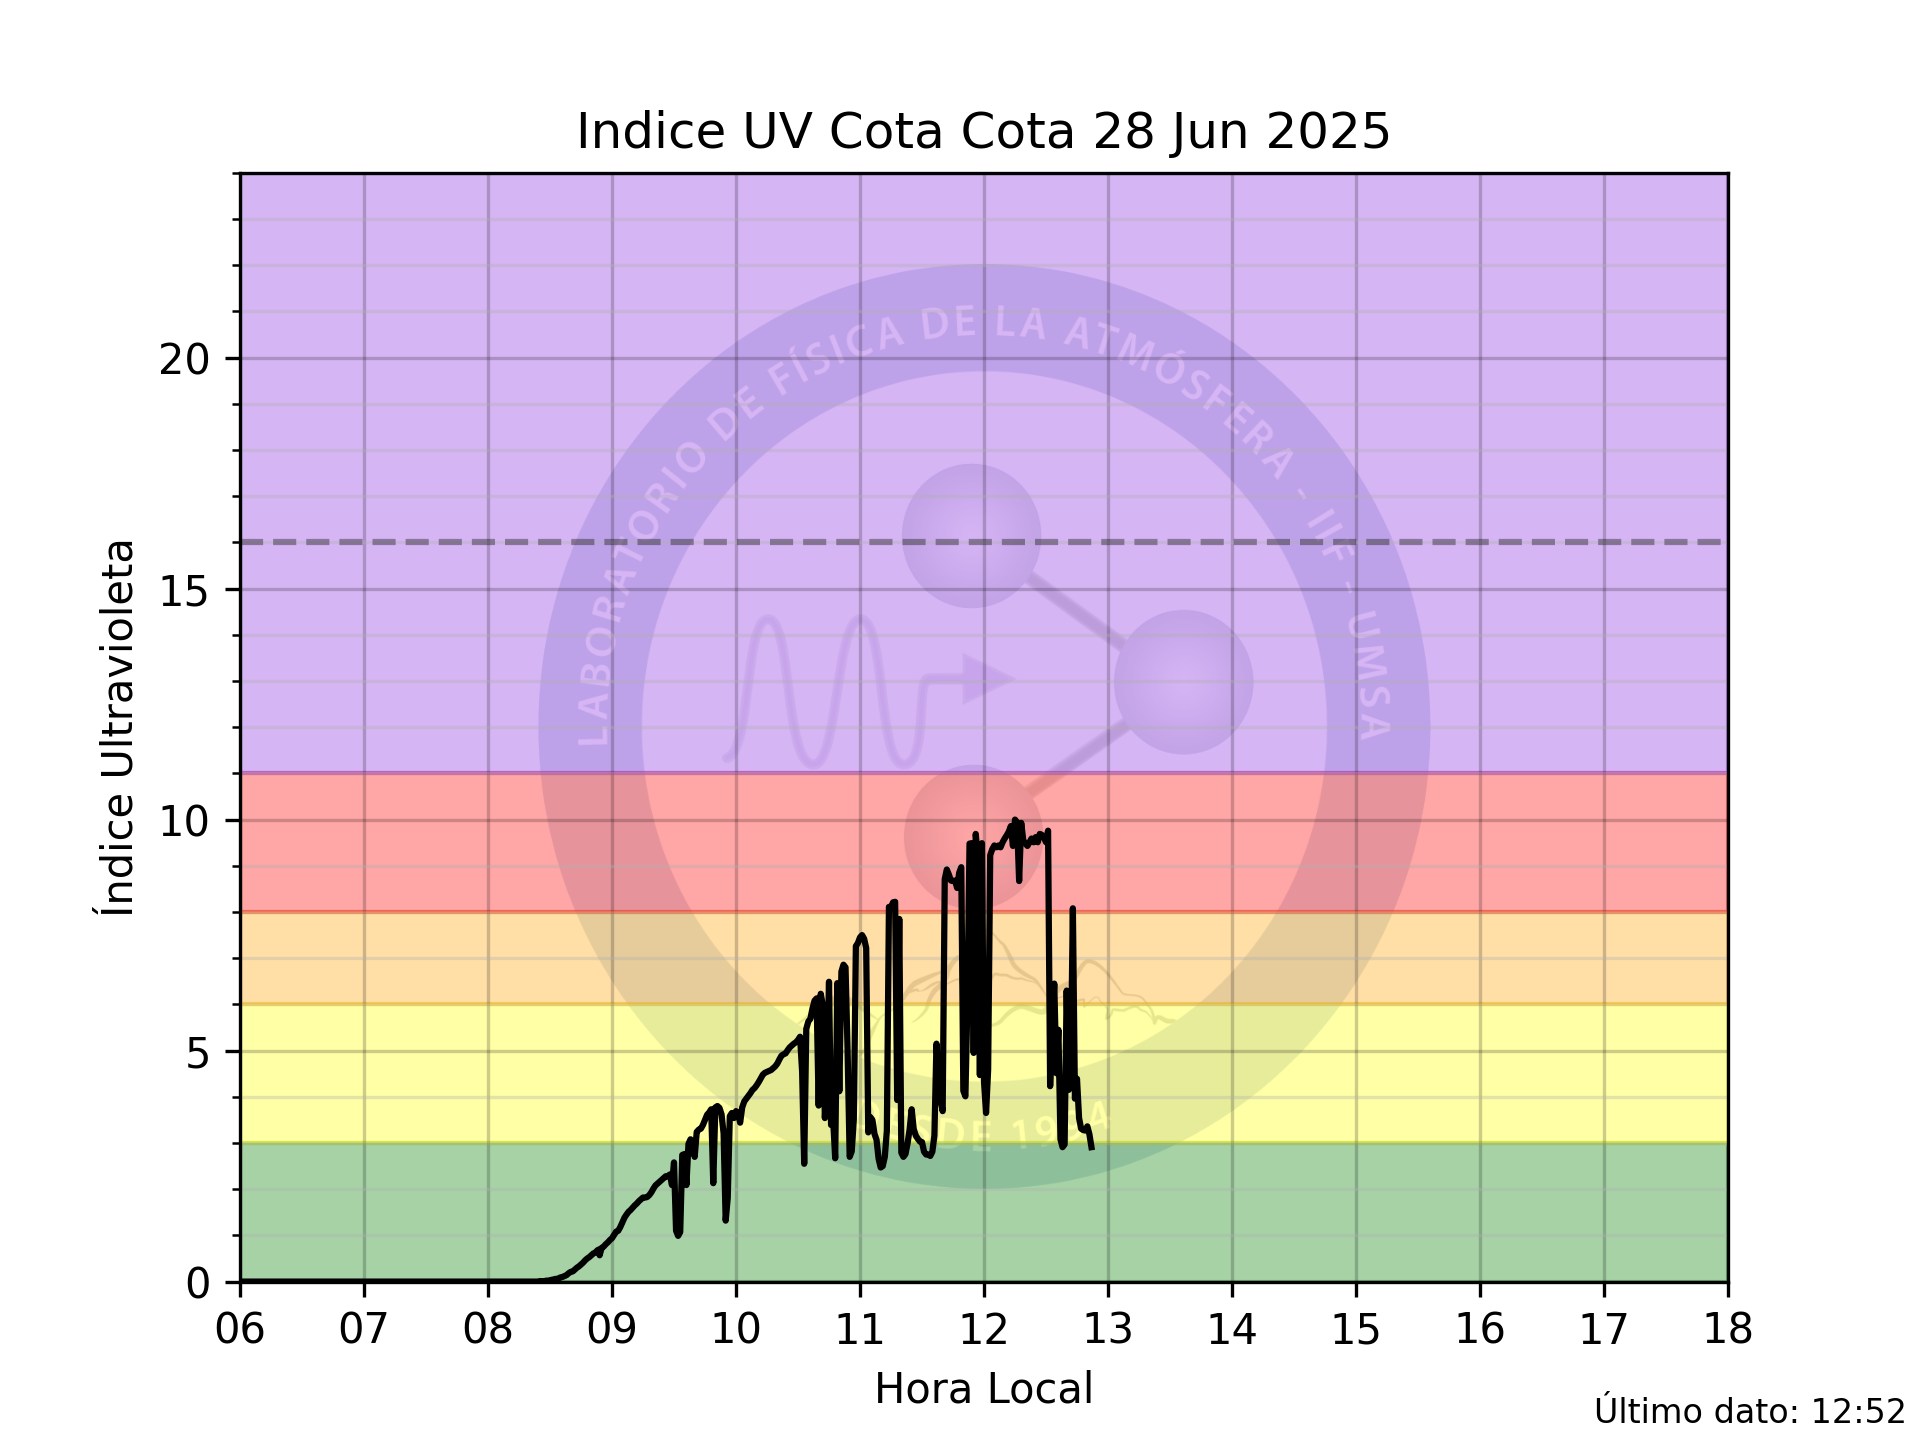 Indice UV Cota Cota 28 Jun 2025
LABORATORIO DE FÍSICA DE LA ATMÓSFERA - IIF - UMSA
DESDE 1954
Índice Ultravioleta
20
15
10
5
0
06 07 08 09 10 11 12 13 14 15 16 17 18
Hora Local
Último dato: 12:52